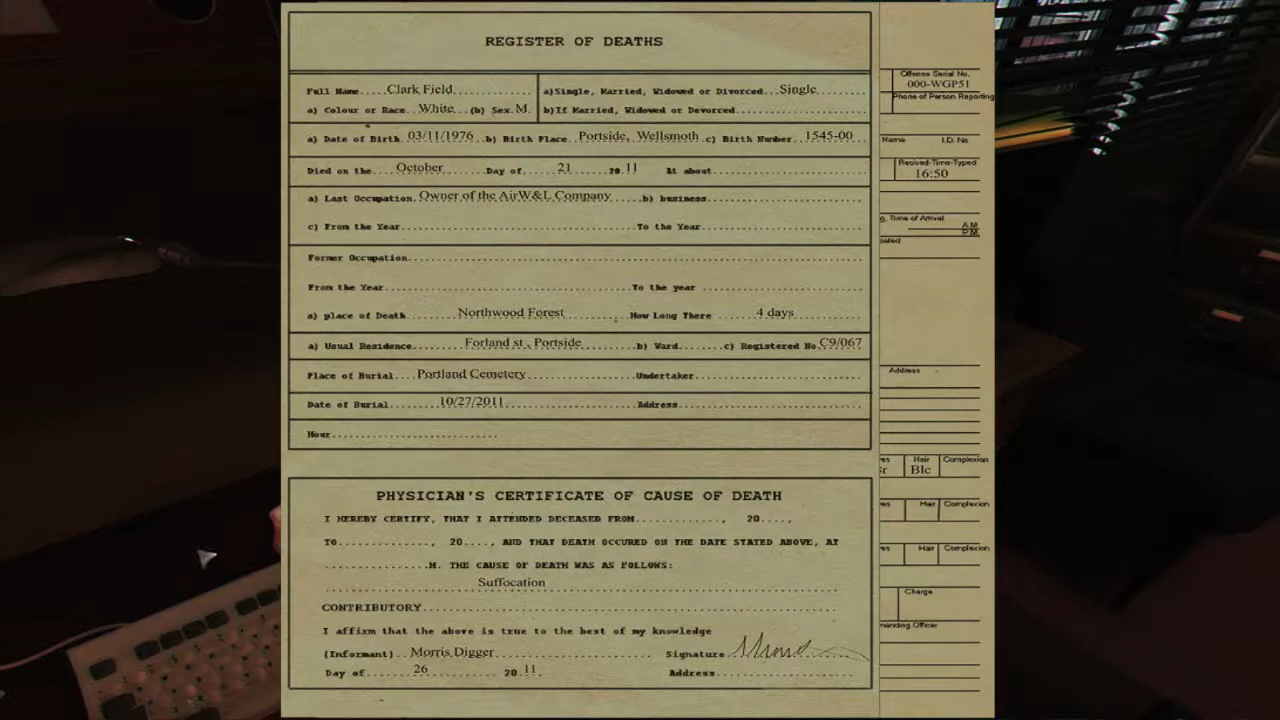 REGISTER OF DEATHS
Full Name.....Clark Field............... a)Single, Married, Widowed or Divorced...Single........
a) Colour or Race..White...(b) Sex.M. b)If Married, Widowed or Devorced.....................
a) Date of Birth 03/11/1976 b) Birth Place Portside, Wellsmoth c) Birth Number 1545-00
Died on the October Day of 21 20 11 At about
a) Last Occupation Owner of the AirW&L Company b) business
c) From the Year To the Year
Former Occupation
From the Year To the year
a) place of Death Northwood Forest How Long There 4 days
a) Usual Residence Forland st., Portside b) Ward c) Registered No C9/067
Place of Burial Portland Cemetery Undertaker
Date of Burial 10/27/2011 Address
Hour
PHYSICIAN'S CERTIFICATE OF CAUSE OF DEATH
I HEREBY CERTIFY, THAT I ATTENDED DECEASED FROM............, 20....,
TO.............., 20...., AND THAT DEATH OCCURED ON THE DATE STATED ABOVE, AT
...............M. THE CAUSE OF DEATH WAS AS FOLLOWS:
Suffocation
CONTRIBUTORY
I affirm that the above is true to the best of my knowledge
(Informant) Morris Digger Signature
Day of 26 20 11 Address
Offense Serial No.
000-WGP51
Phone of Person Reporting
Name I.D. No
Resived-Time-Typed
16:50
Time of Arrival
A.M.
P.M.
Address -
Hair Complexion
Blc
Hair Complexion
Hair Complexion
Charge
Officer